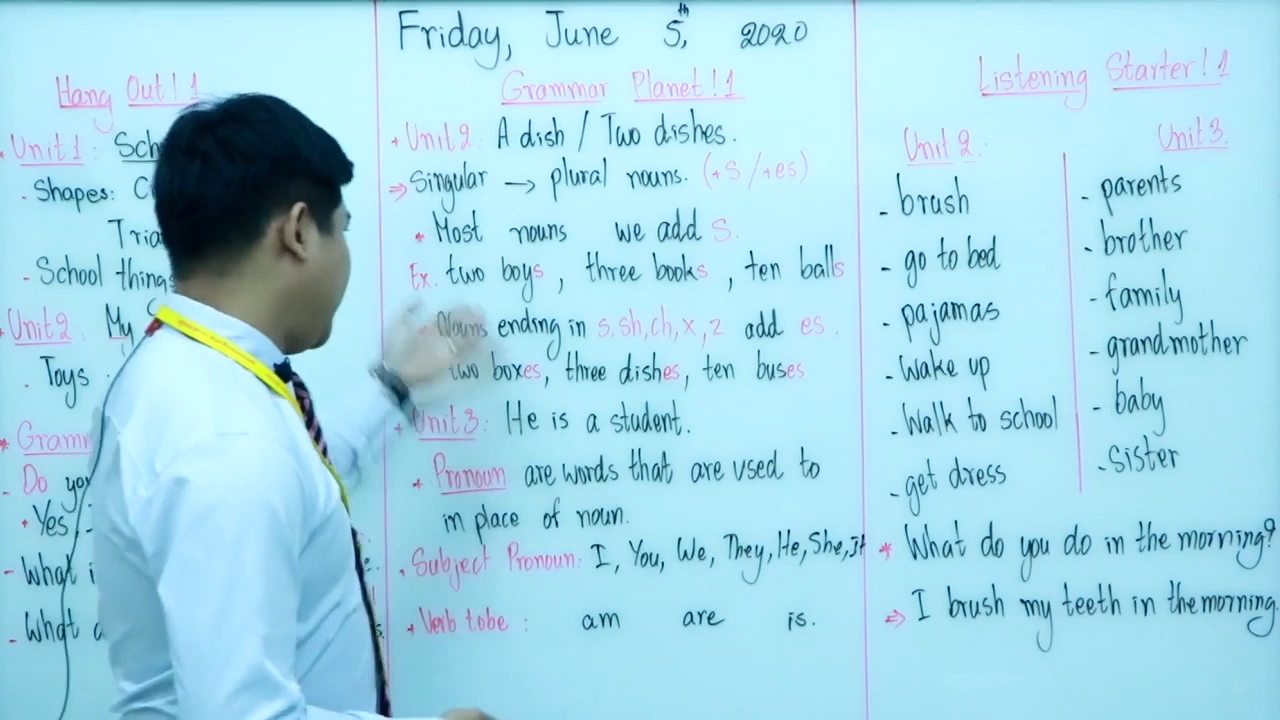 Friday, June 5th, 2020
Hang Out! 1
Unit 1:
- Shapes:
- School things
Unit 2: My
- Toys
- Do you
+ Yes,
- What
- What
Grammar Planet! 1
+ Unit 2: A dish / Two dishes.
⇒ Singular → plural nouns. (+s / +es)
* Most nouns we add s.
Ex. two boys, three books, ten balls
Nouns ending in s, sh, ch, x, z add es.
two boxes, three dishes, ten buses
+ Unit 3: He is a student.
+ Pronoun are words that are used to
in place of noun.
. Subject Pronoun: I, You, We, They, He, She, It
+ Verb tobe: am are is.
Listening Starter! 1
Unit 2.
- brush
- go to bed
- pajamas
- Wake up
- Walk to school
- get dress
Unit 3.
- parents
- brother
- family
- grandmother
- baby
- sister
* What do you do in the morning?
⇒ I brush my teeth in the morning.